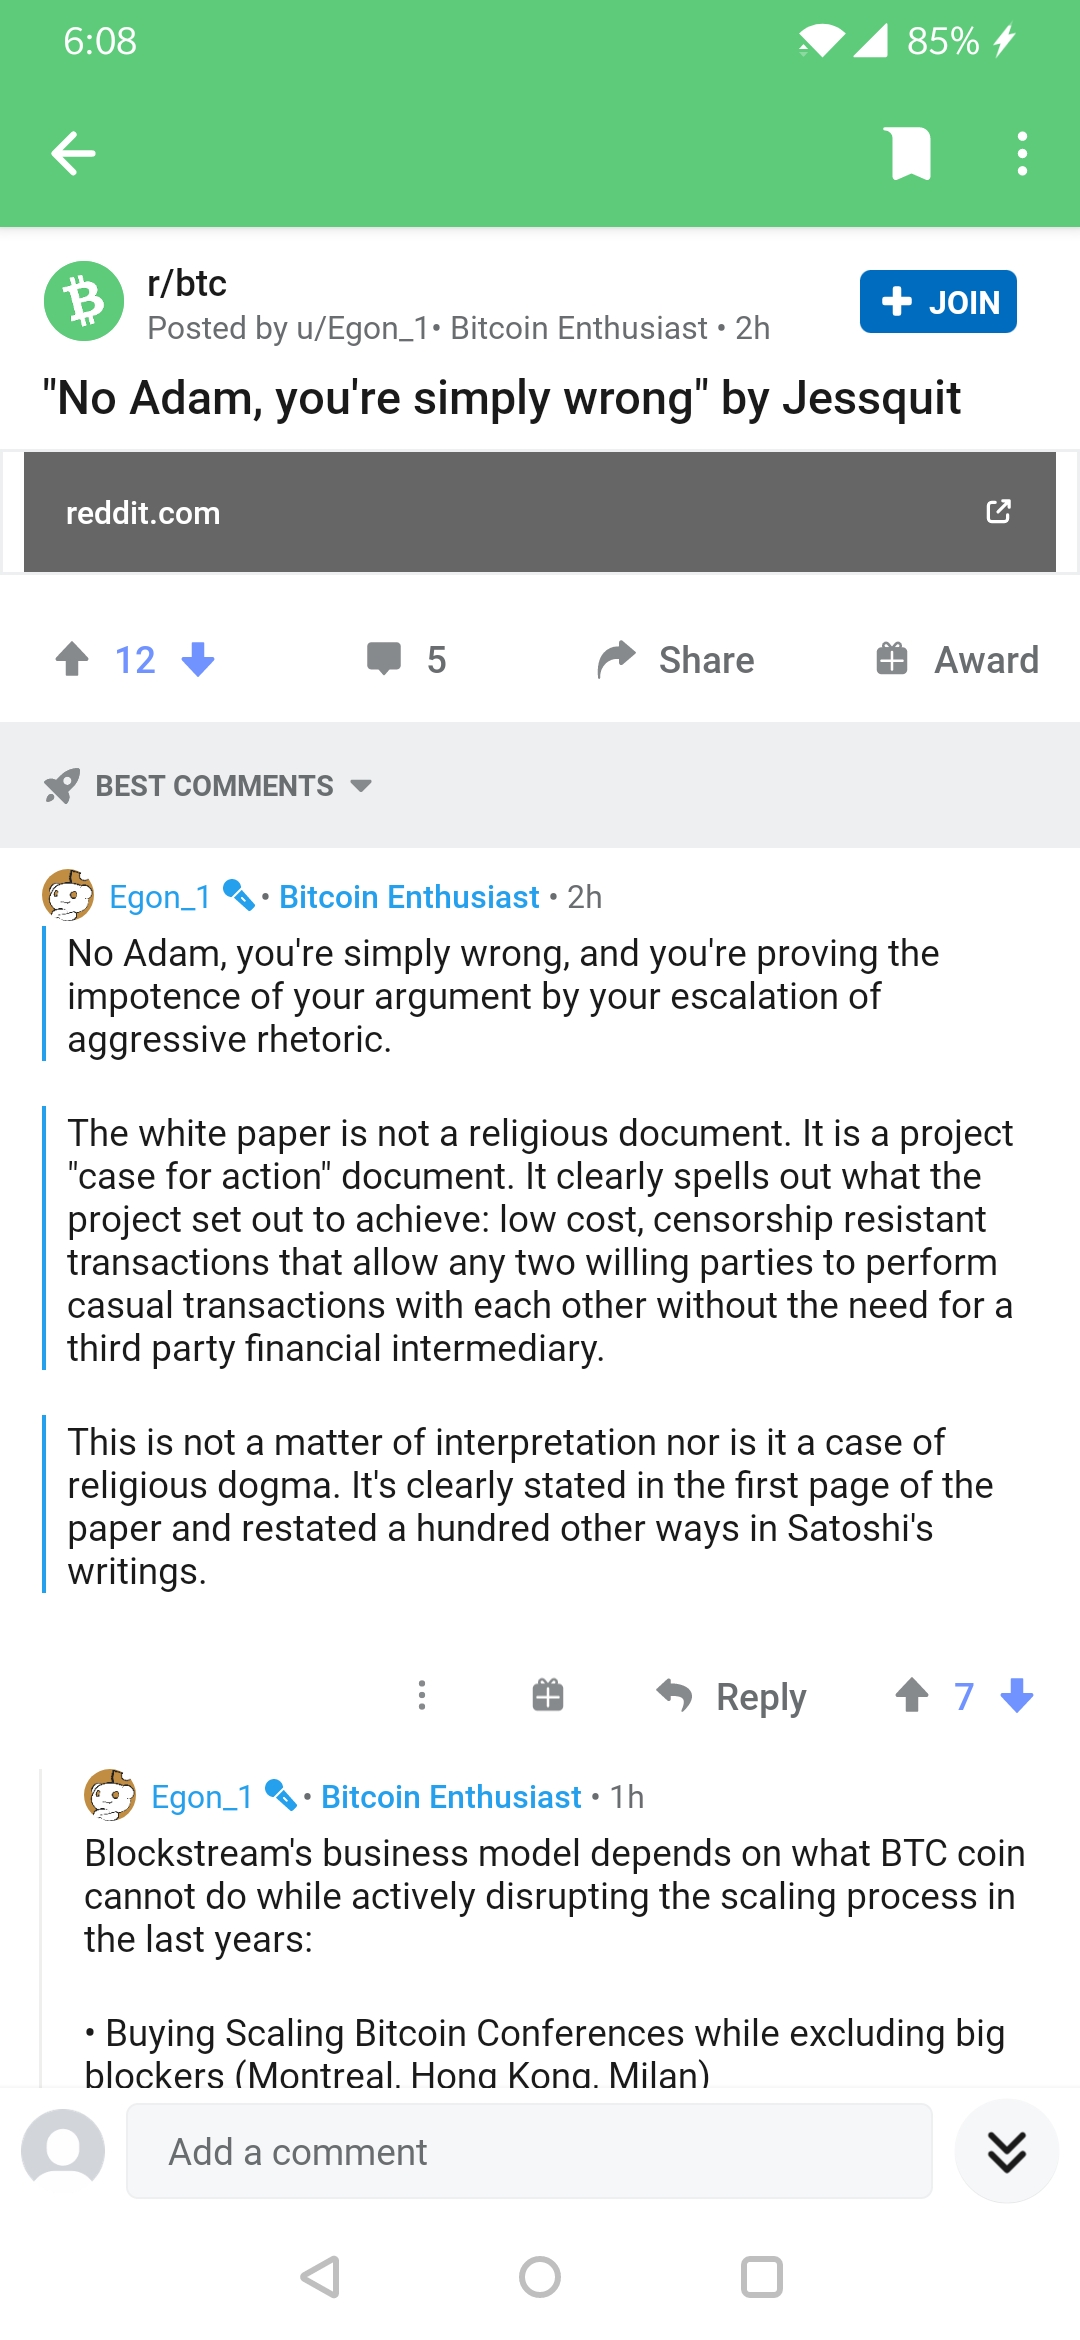 6:08
85%
r/btc
Posted by u/Egon_1• Bitcoin Enthusiast • 2h
JOIN
"No Adam, you're simply wrong" by Jessquit
reddit.com
12
5
Share
Award
BEST COMMENTS
Egon_1 • Bitcoin Enthusiast • 2h
No Adam, you're simply wrong, and you're proving the
impotence of your argument by your escalation of
aggressive rhetoric.
The white paper is not a religious document. It is a project
"case for action" document. It clearly spells out what the
project set out to achieve: low cost, censorship resistant
transactions that allow any two willing parties to perform
casual transactions with each other without the need for a
third party financial intermediary.
This is not a matter of interpretation nor is it a case of
religious dogma. It's clearly stated in the first page of the
paper and restated a hundred other ways in Satoshi's
writings.
Reply
7
Egon_1 • Bitcoin Enthusiast • 1h
Blockstream's business model depends on what BTC coin
cannot do while actively disrupting the scaling process in
the last years:
• Buying Scaling Bitcoin Conferences while excluding big
blockers (Montreal, Hong Kong, Milan)
Add a comment